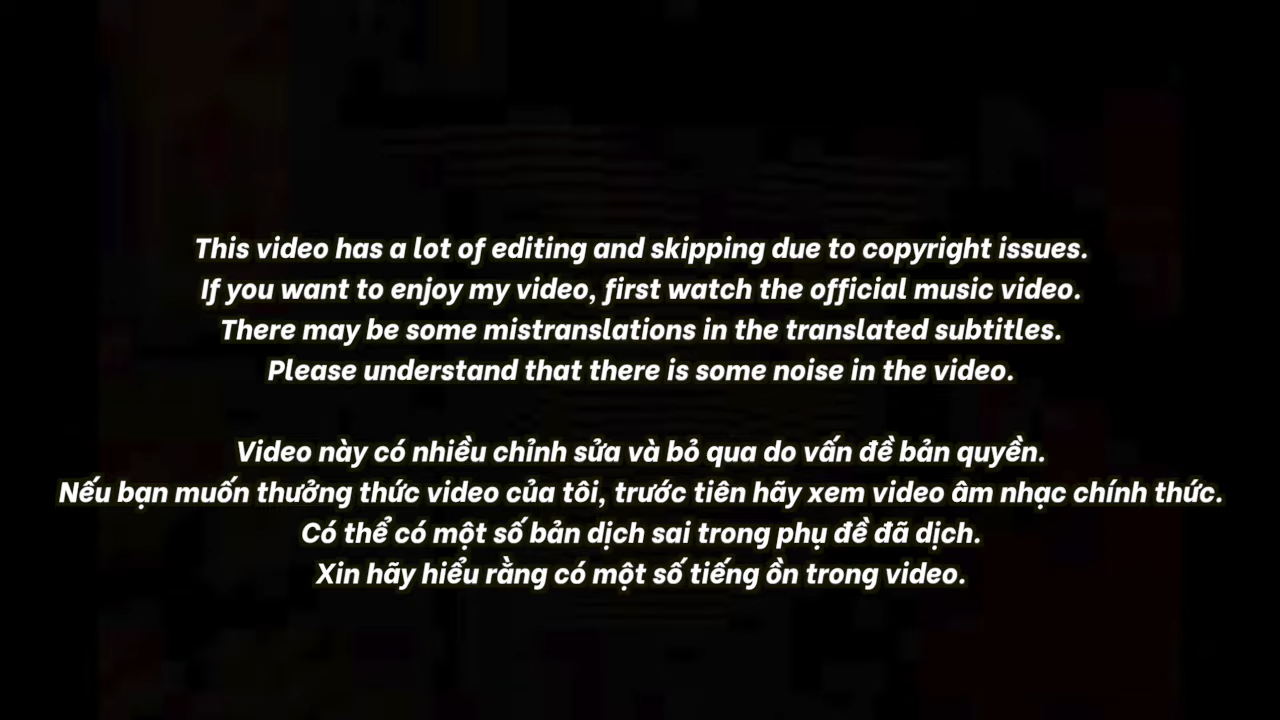 This video has a lot of editing and skipping due to copyright issues.
If you want to enjoy my video, first watch the official music video.
There may be some mistranslations in the translated subtitles.
Please understand that there is some noise in the video.
Video này có nhiều chỉnh sửa và bỏ qua do vấn đề bản quyền.
Nếu bạn muốn thưởng thức video của tôi, trước tiên hãy xem video âm nhạc chính thức.
Có thể có một số bản dịch sai trong phụ đề đã dịch.
Xin hãy hiểu rằng có một số tiếng ồn trong video.